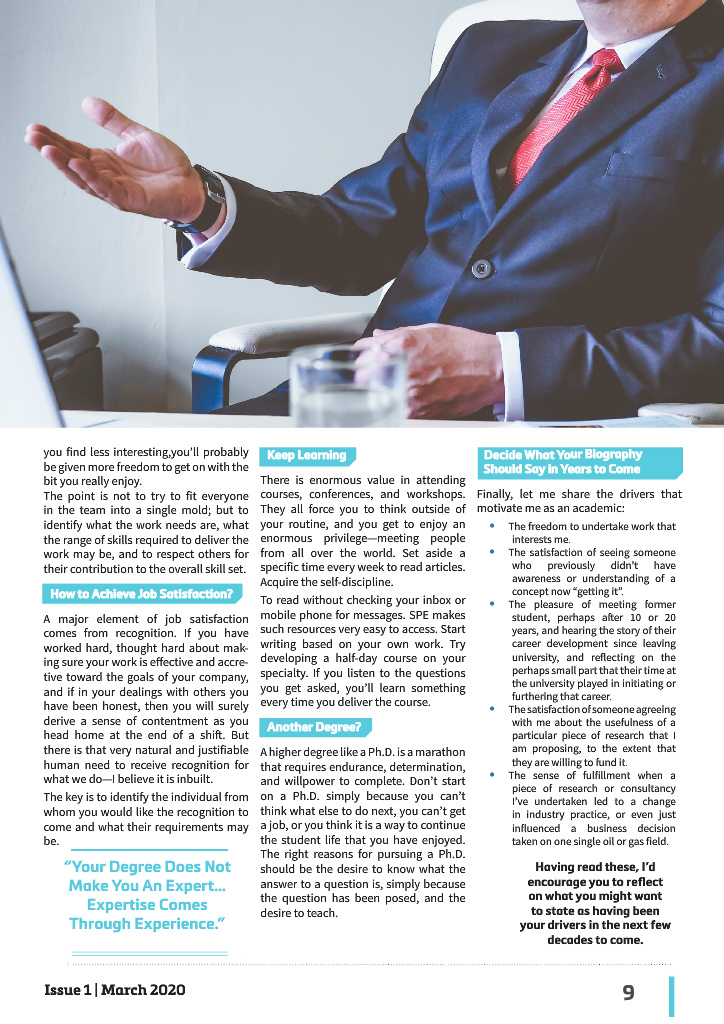 you find less interesting,you’ll probably
be given more freedom to get on with the
bit you really enjoy.
The point is not to try to fit everyone
in the team into a single mold; but to
identify what the work needs are, what
the range of skills required to deliver the
work may be, and to respect others for
their contribution to the overall skill set.
How to Achieve Job Satisfaction?
A major element of job satisfaction
comes from recognition. If you have
worked hard, thought hard about mak-
ing sure your work is effective and accre-
tive toward the goals of your company,
and if in your dealings with others you
have been honest, then you will surely
derive a sense of contentment as you
head home at the end of a shift. But
there is that very natural and justifiable
human need to receive recognition for
what we do—I believe it is inbuilt.
The key is to identify the individual from
whom you would like the recognition to
come and what their requirements may
be.
“Your Degree Does Not
Make You An Expert...
Expertise Comes
Through Experience.”
Keep Learning
There is enormous value in attending
courses, conferences, and workshops.
They all force you to think outside of
your routine, and you get to enjoy an
enormous privilege—meeting people
from all over the world. Set aside a
specific time every week to read articles.
Acquire the self-discipline.
To read without checking your inbox or
mobile phone for messages. SPE makes
such resources very easy to access. Start
writing based on your own work. Try
developing a half-day course on your
specialty. If you listen to the questions
you get asked, you’ll learn something
every time you deliver the course.
Another Degree?
A higher degree like a Ph.D. is a marathon
that requires endurance, determination,
and willpower to complete. Don’t start
on a Ph.D. simply because you can’t
think what else to do next, you can’t get
a job, or you think it is a way to continue
the student life that you have enjoyed.
The right reasons for pursuing a Ph.D.
should be the desire to know what the
answer to a question is, simply because
the question has been posed, and the
desire to teach.
Decide What Your Biography
Should Say in Years to Come
Finally, let me share the drivers that
motivate me as an academic:
• The freedom to undertake work that
interests me.
• The satisfaction of seeing someone
who previously didn’t have
awareness or understanding of a
concept now “getting it”.
• The pleasure of meeting former
student, perhaps after 10 or 20
years, and hearing the story of their
career development since leaving
university, and reflecting on the
perhaps small part that their time at
the university played in initiating or
furthering that career.
• The satisfaction of someone agreeing
with me about the usefulness of a
particular piece of research that I
am proposing, to the extent that
they are willing to fund it.
• The sense of fulfillment when a
piece of research or consultancy
I’ve undertaken led to a change
in industry practice, or even just
influenced a business decision
taken on one single oil or gas field.
Having read these, I’d
encourage you to reflect
on what you might want
to state as having been
your drivers in the next few
decades to come.
Issue 1 | March 2020
9